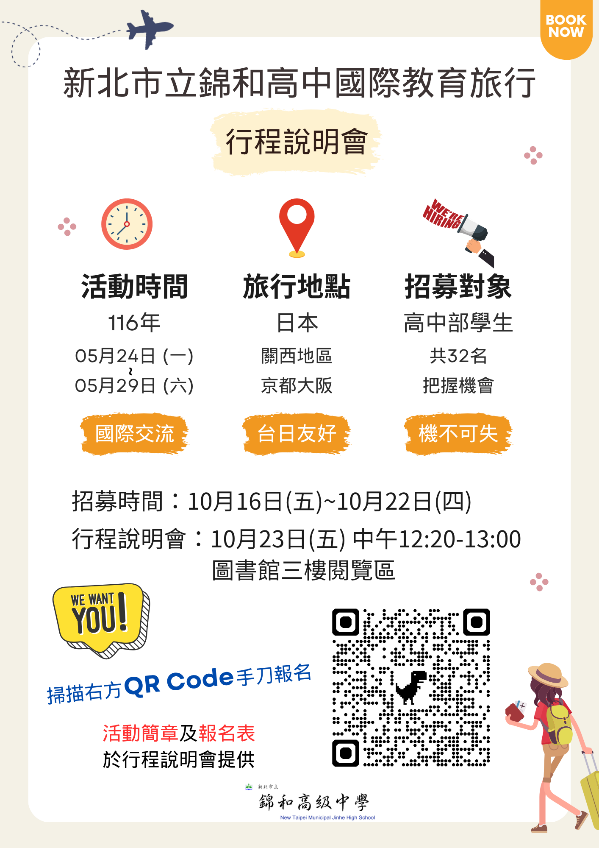 BOOK
NOW
新北市立錦和高中國際教育旅行
行程說明會
WE'RE
HIRING
活動時間
旅行地點
招募對象
116年
日本
高中部學生
05月24日 (一)
~
05月29日 (六)
關西地區
京都大阪
共32名
把握機會
國際交流
台日友好
機不可失
招募時間：10月16日(五)~10月22日(四)
行程說明會：10月23日(五) 中午12:20-13:00
圖書館三樓閱覽區
WE WANT
YOU!
掃描右方QR Code手刀報名
活動簡章及報名表
於行程說明會提供
新北市立
錦和高級中學
New Taipei Municipal Jinhe High School